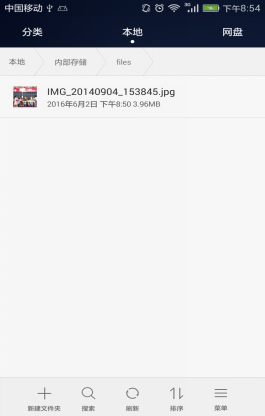 中国移动 3G 下午8:54
分类 本地 网盘
本地 内部存储 files
IMG_20140904_153845.jpg
2016年6月2日 下午8:50 3.96MB
新建文件夹 搜索 刷新 排序 菜单